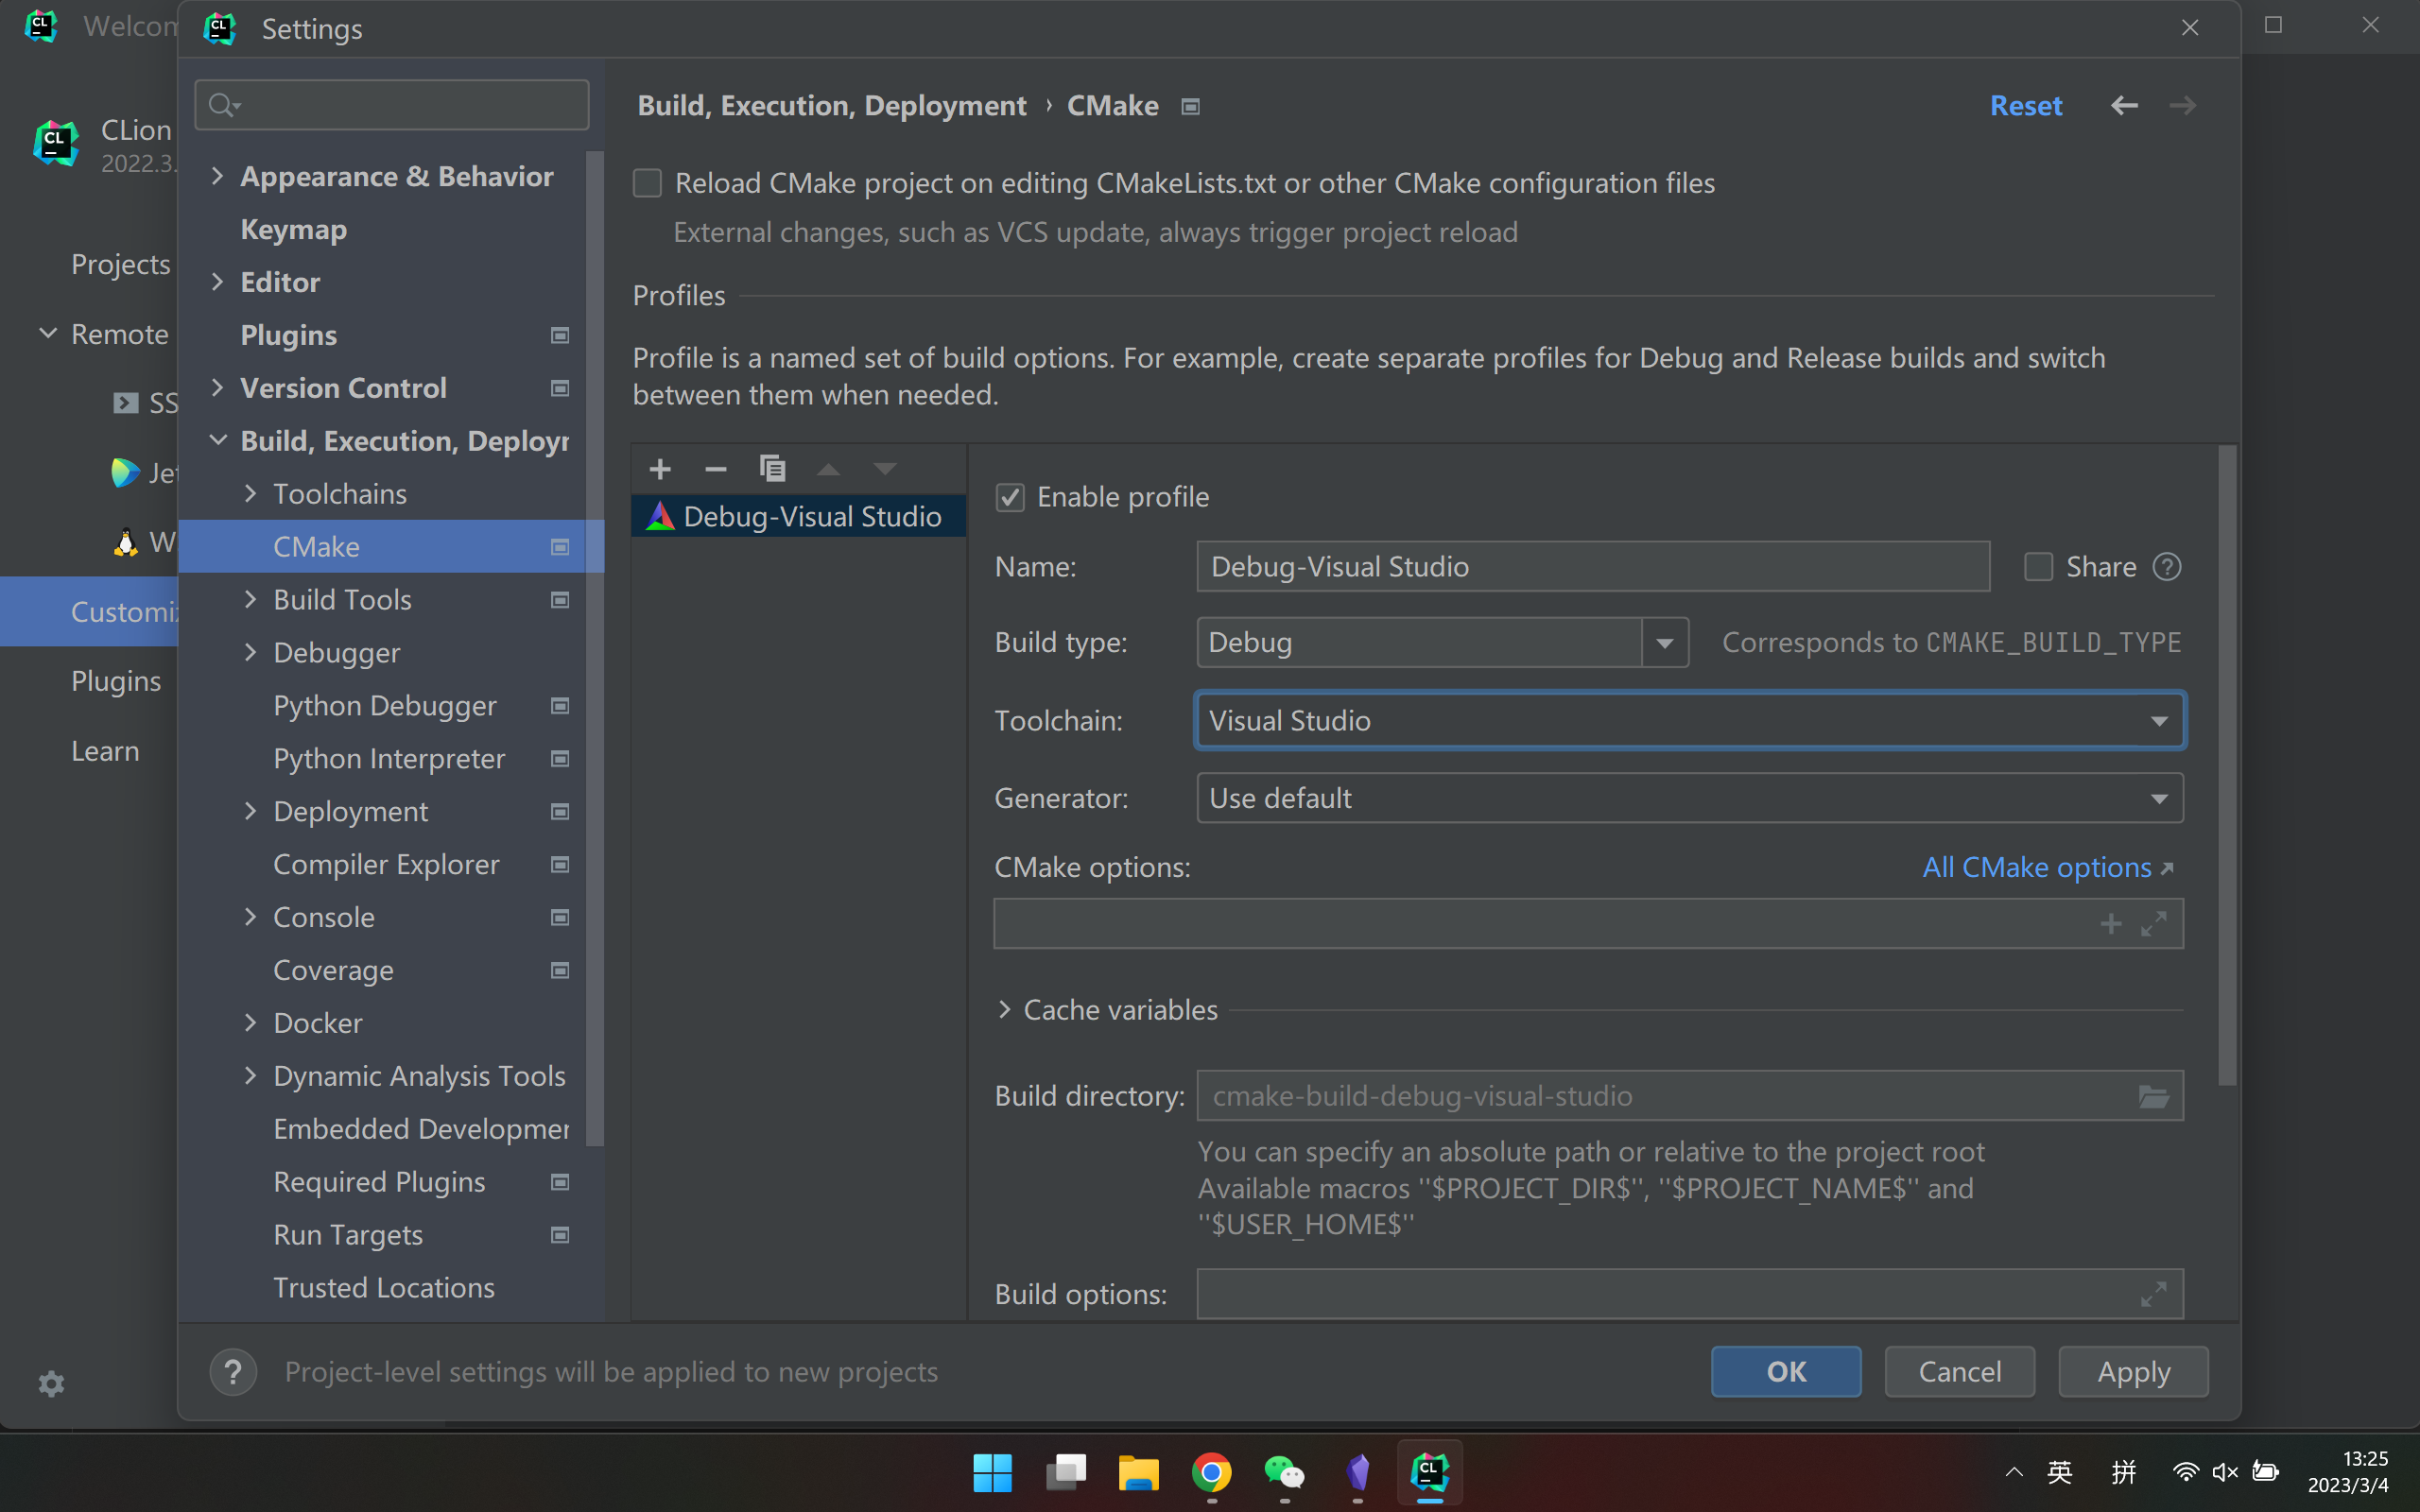 Welcom
CLion
2022.3.
Projects
Remote
SS
Jet
W
Customiz
Plugins
Learn
Settings
Appearance & Behavior
Keymap
Editor
Plugins
Version Control
Build, Execution, Deployr
Toolchains
CMake
Build Tools
Debugger
Python Debugger
Python Interpreter
Deployment
Compiler Explorer
Console
Coverage
Docker
Dynamic Analysis Tools
Embedded Developmer
Required Plugins
Run Targets
Trusted Locations
Build, Execution, Deployment › CMake
Reset
Reload CMake project on editing CMakeLists.txt or other CMake configuration files
External changes, such as VCS update, always trigger project reload
Profiles
Profile is a named set of build options. For example, create separate profiles for Debug and Release builds and switch
between them when needed.
Debug-Visual Studio
Enable profile
Name: Debug-Visual Studio Share
Build type: Debug Corresponds to CMAKE_BUILD_TYPE
Toolchain: Visual Studio
Generator: Use default
CMake options: All CMake options
Cache variables
Build directory: cmake-build-debug-visual-studio
You can specify an absolute path or relative to the project root
Available macros "$PROJECT_DIR$", "$PROJECT_NAME$" and
"$USER_HOME$"
Build options:
? Project-level settings will be applied to new projects
OK Cancel Apply
英 拼
13:25
2023/3/4